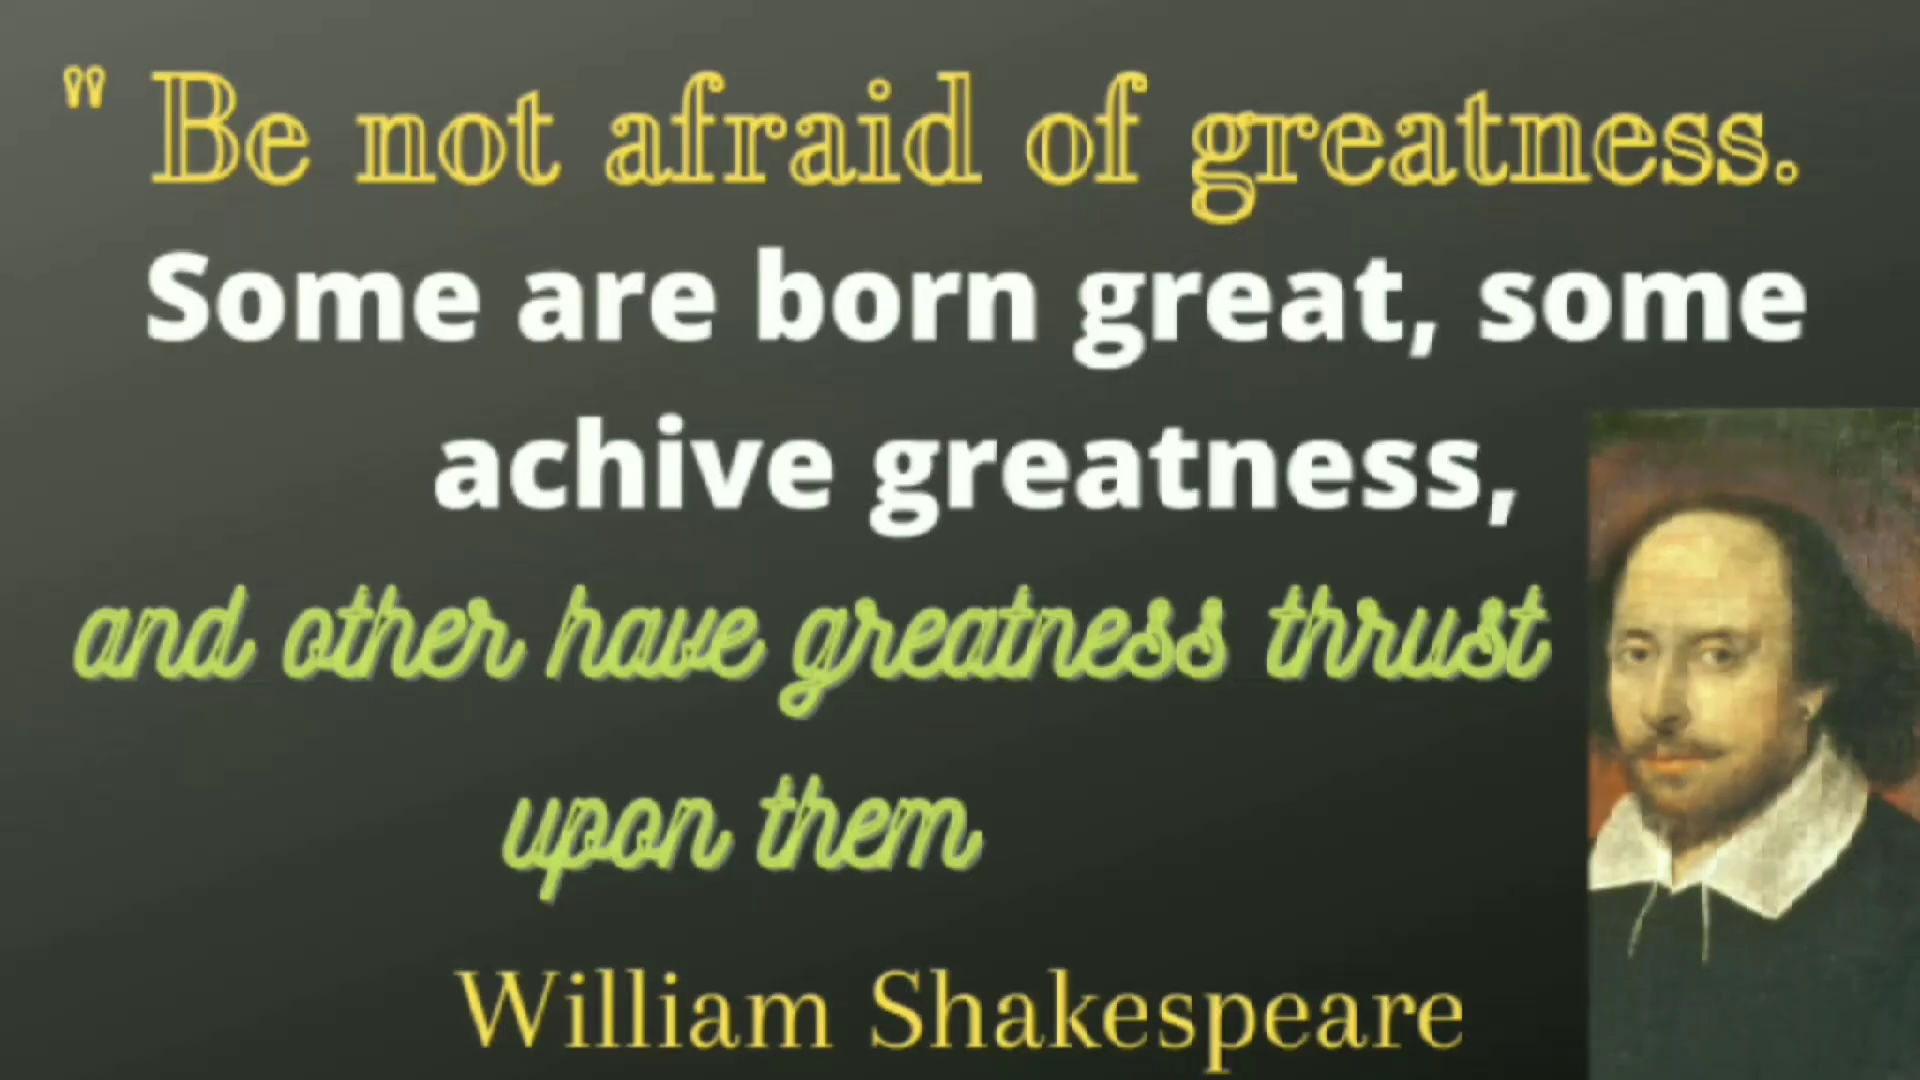 " Be not afraid of greatness.
Some are born great, some
achive greatness,
and other have greatness thrust
upon them
William Shakespeare